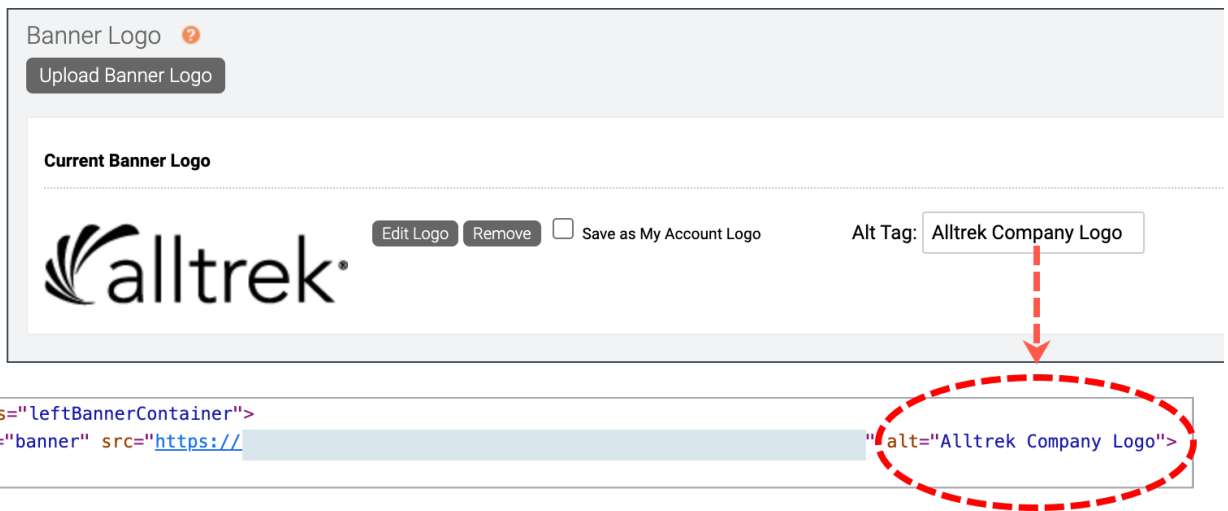 Banner Logo ?
Upload Banner Logo
Current Banner Logo
alltrek®
Edit Logo Remove Save as My Account Logo Alt Tag: Alltrek Company Logo
s="leftBannerContainer">
="banner" src="https:// " alt="Alltrek Company Logo">